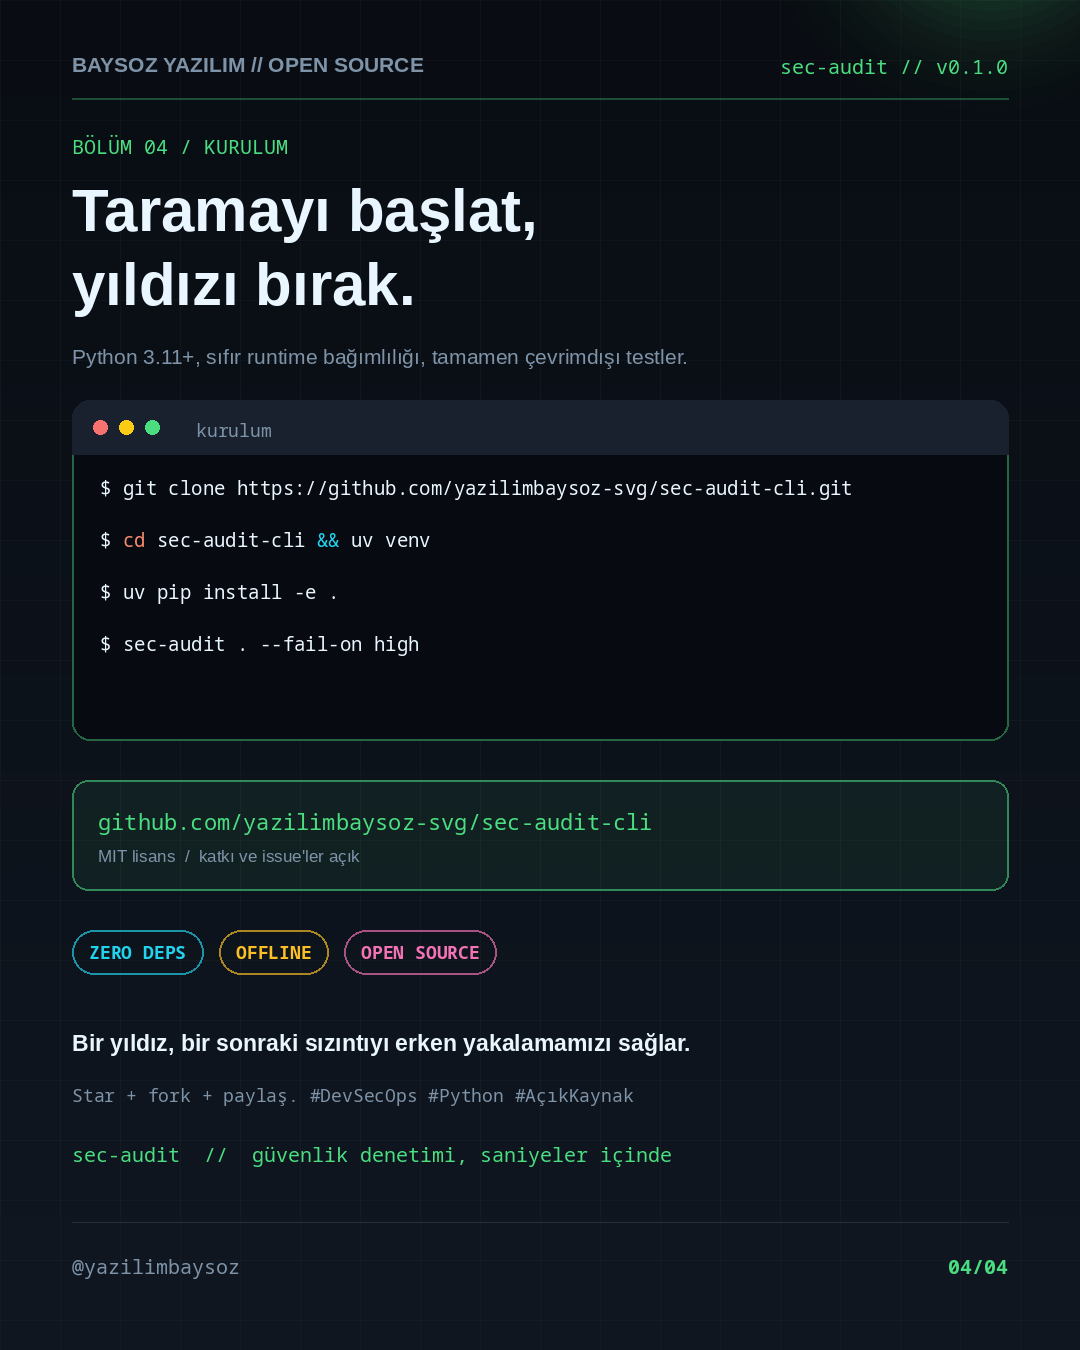 BAYSOZ YAZILIM // OPEN SOURCE
sec-audit // v0.1.0
BÖLÜM 04 / KURULUM
Taramayı başlat,
yıldızı bırak.
Python 3.11+, sıfır runtime bağımlılığı, tamamen çevrimdışı testler.
kurulum
$ git clone https://github.com/yazilimbaysoz-svg/sec-audit-cli.git
$ cd sec-audit-cli && uv venv
$ uv pip install -e .
$ sec-audit . --fail-on high
github.com/yazilimbaysoz-svg/sec-audit-cli
MIT lisans / katkı ve issue'ler açık
ZERO DEPS
OFFLINE
OPEN SOURCE
Bir yıldız, bir sonraki sızıntıyı erken yakalamamızı sağlar.
Star + fork + paylaş. #DevSecOps #Python #AçıkKaynak
sec-audit // güvenlik denetimi, saniyeler içinde
@yazilimbaysoz
04/04